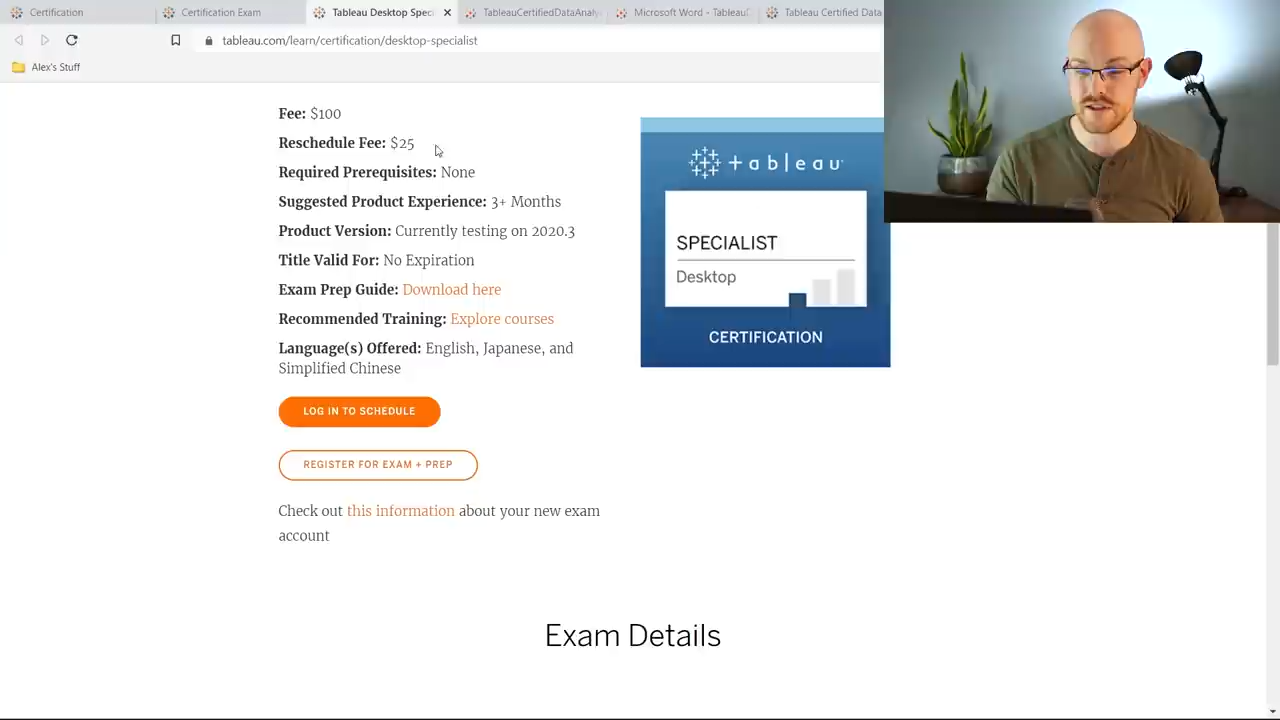 Certification
Certification Exam
Tableau Desktop Speci
TableauCertifiedDataAnaly
Microsoft Word - TableauD
Tableau Certified Data
tableau.com/learn/certification/desktop-specialist
Alex's Stuff
Fee: $100
Reschedule Fee: $25
Required Prerequisites: None
Suggested Product Experience: 3+ Months
Product Version: Currently testing on 2020.3
Title Valid For: No Expiration
Exam Prep Guide: Download here
Recommended Training: Explore courses
Language(s) Offered: English, Japanese, and
Simplified Chinese
LOG IN TO SCHEDULE
REGISTER FOR EXAM + PREP
Check out this information about your new exam
account
tableau
SPECIALIST
Desktop
CERTIFICATION
Exam Details